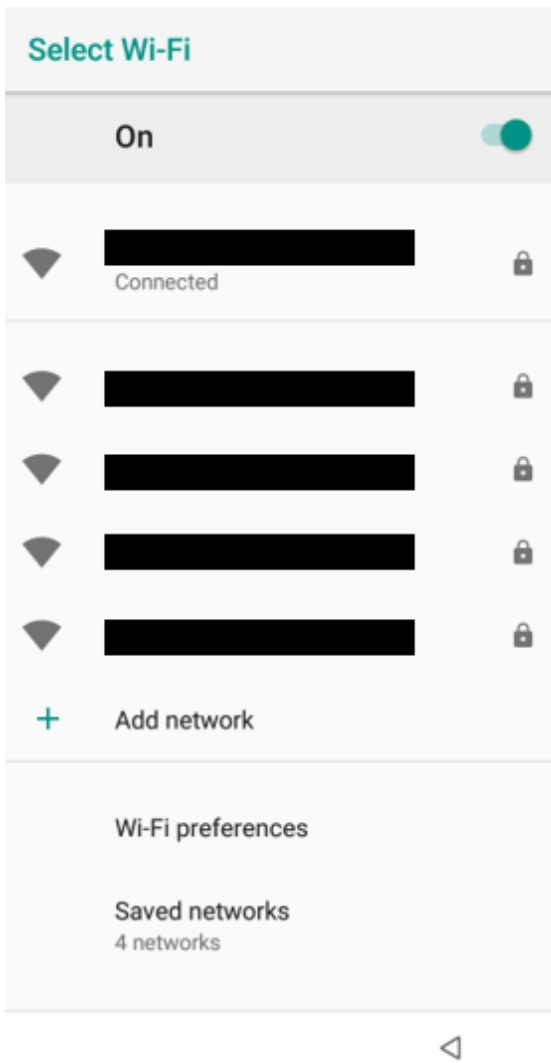 Select Wi-Fi
On
Connected
Add network
Wi-Fi preferences
Saved networks
4 networks